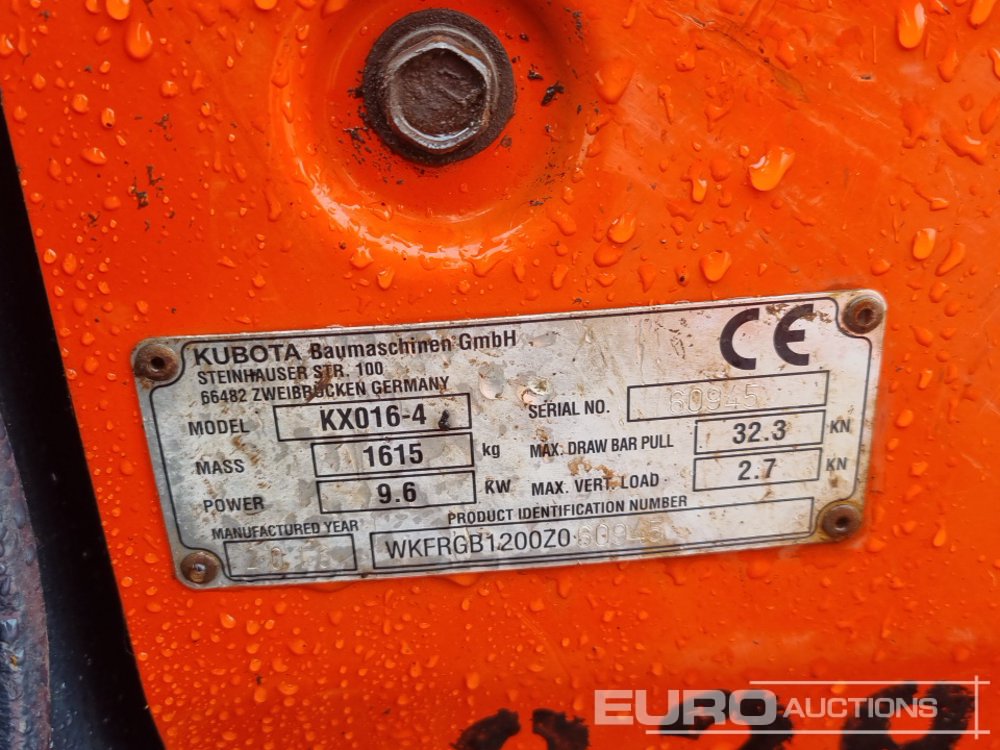 KUBOTA Baumaschinen GmbH
STEINHAUSER STR. 100
66482 ZWEIBRÜCKEN GERMANY
CE
MODEL KX016-4
SERIAL NO. 60945
MASS 1615 kg
MAX. DRAW BAR PULL 32.3 KN
POWER 9.6 KW
MAX. VERT. LOAD 2.7 KN
MANUFACTURED YEAR
PRODUCT IDENTIFICATION NUMBER
WKFRGB1200Z060945
EURO AUCTIONS